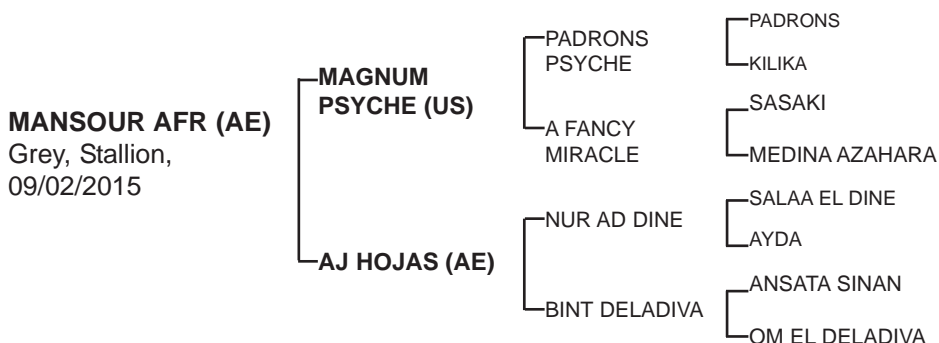 MANSOUR AFR (AE)
Grey, Stallion,
09/02/2015
MAGNUM
PSYCHE (US)
AJ HOJAS (AE)
PADRONS
PSYCHE
A FANCY
MIRACLE
NUR AD DINE
BINT DELADIVA
PADRONS
KILIKA
SASAKI
MEDINA AZAHARA
SALAA EL DINE
AYDA
ANSATA SINAN
OM EL DELADIVA